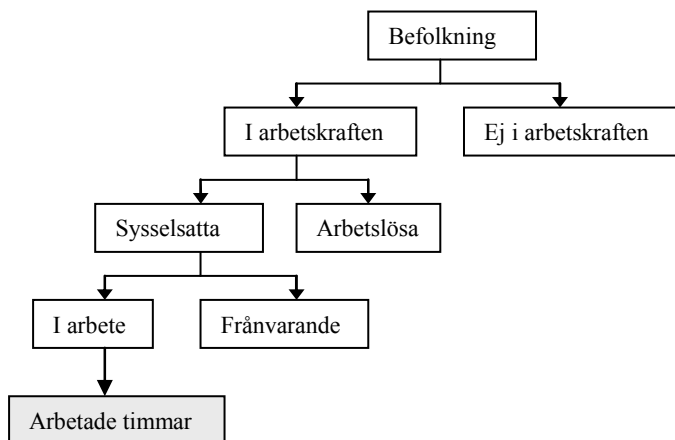 Befolkning
I arbetskraften
Ej i arbetskraften
Sysselsatta
Arbetslösa
I arbete
Frånvarande
Arbetade timmar